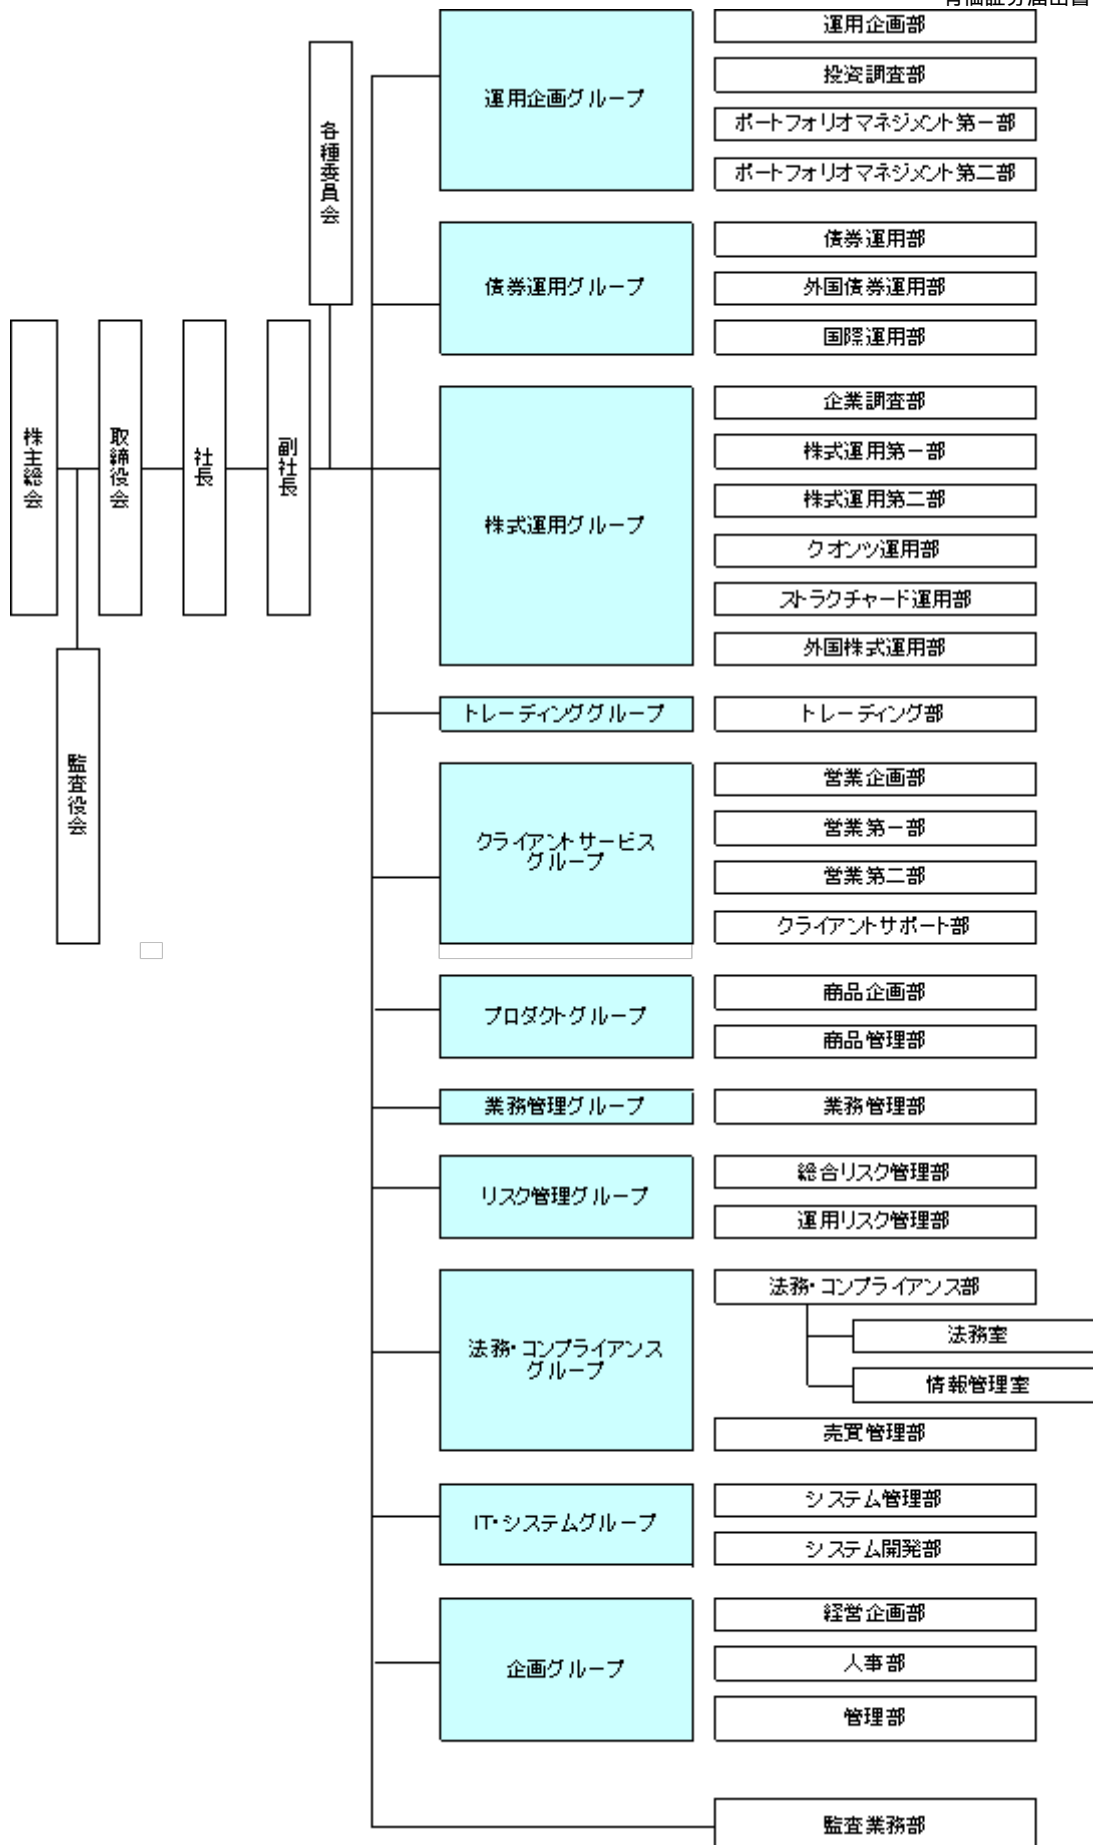 有価証券届出書
運用企画グループ
運用企画部
投資調査部
ポートフォリオマネジメント第一部
ポートフォリオマネジメント第二部
各種委員会
債券運用グループ
債券運用部
外国債券運用部
国際運用部
株主総会
取締役会
社長
副社長
株式運用グループ
企業調査部
株式運用第一部
株式運用第二部
クオンツ運用部
ストラクチャード運用部
外国株式運用部
監査役会
トレーディンググループ
トレーディング部
クライアントサービス
グループ
営業企画部
営業第一部
営業第二部
クライアントサポート部
プロダクトグループ
商品企画部
商品管理部
業務管理グループ
業務管理部
リスク管理グループ
総合リスク管理部
運用リスク管理部
法務・コンプライアンス
グループ
法務・コンプライアンス部
法務室
情報管理室
売買管理部
IT・システムグループ
システム管理部
システム開発部
企画グループ
経営企画部
人事部
管理部
監査業務部